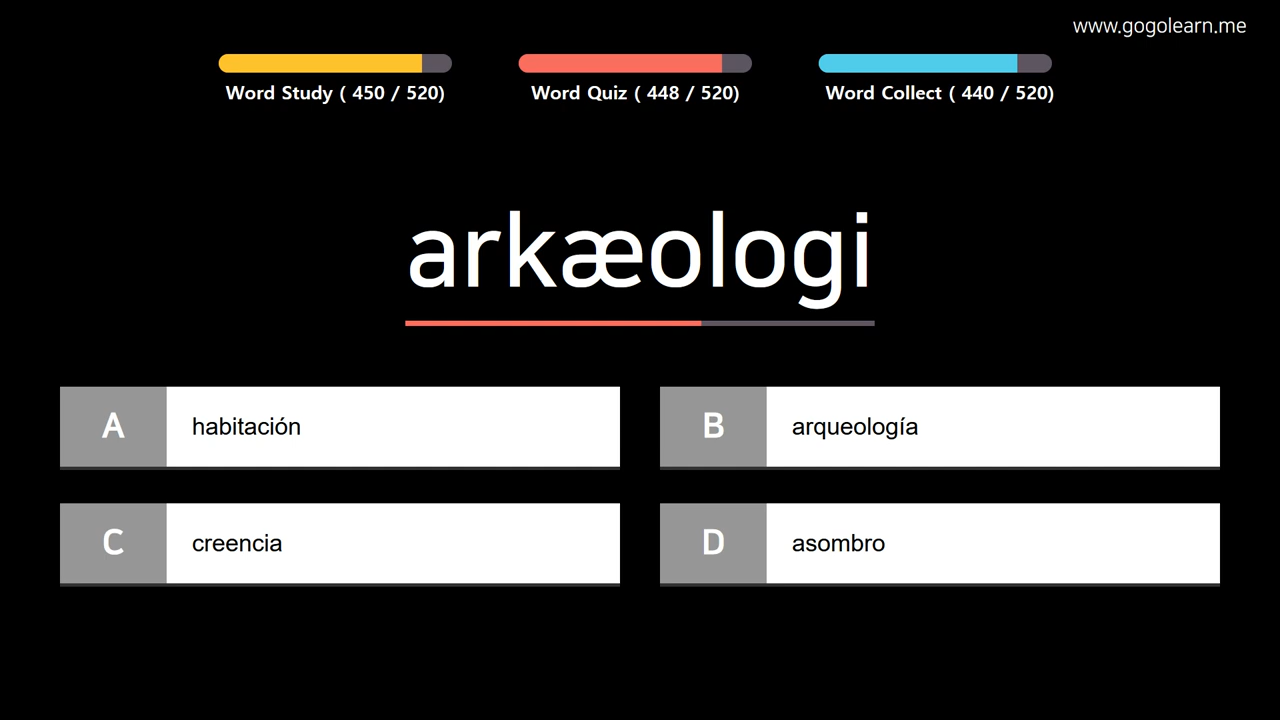 www.gogolearn.me
Word Study ( 450 / 520)
Word Quiz ( 448 / 520)
Word Collect ( 440 / 520)
arkæologi
A habitación
B arqueología
C creencia
D asombro